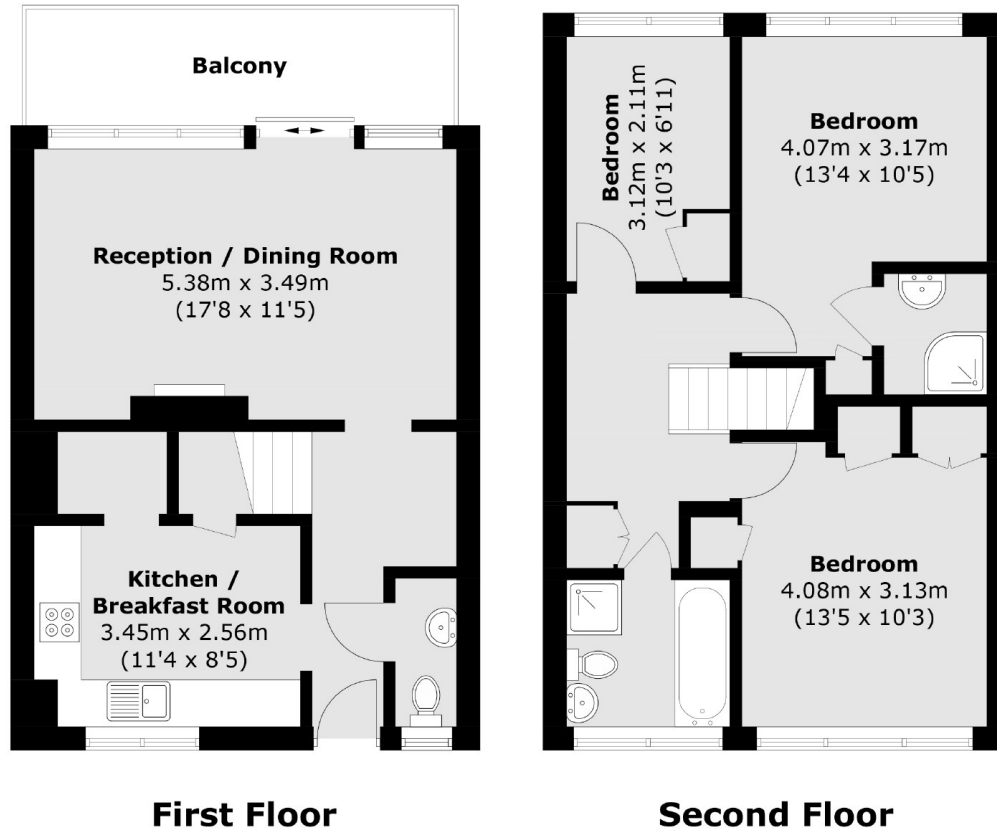 Balcony
Reception / Dining Room
5.38m x 3.49m
(17'8 x 11'5)
Kitchen /
Breakfast Room
3.45m x 2.56m
(11'4 x 8'5)
First Floor
Bedroom
3.12m x 2.11m
(10'3 x 6'11)
Bedroom
4.07m x 3.17m
(13'4 x 10'5)
Bedroom
4.08m x 3.13m
(13'5 x 10'3)
Second Floor